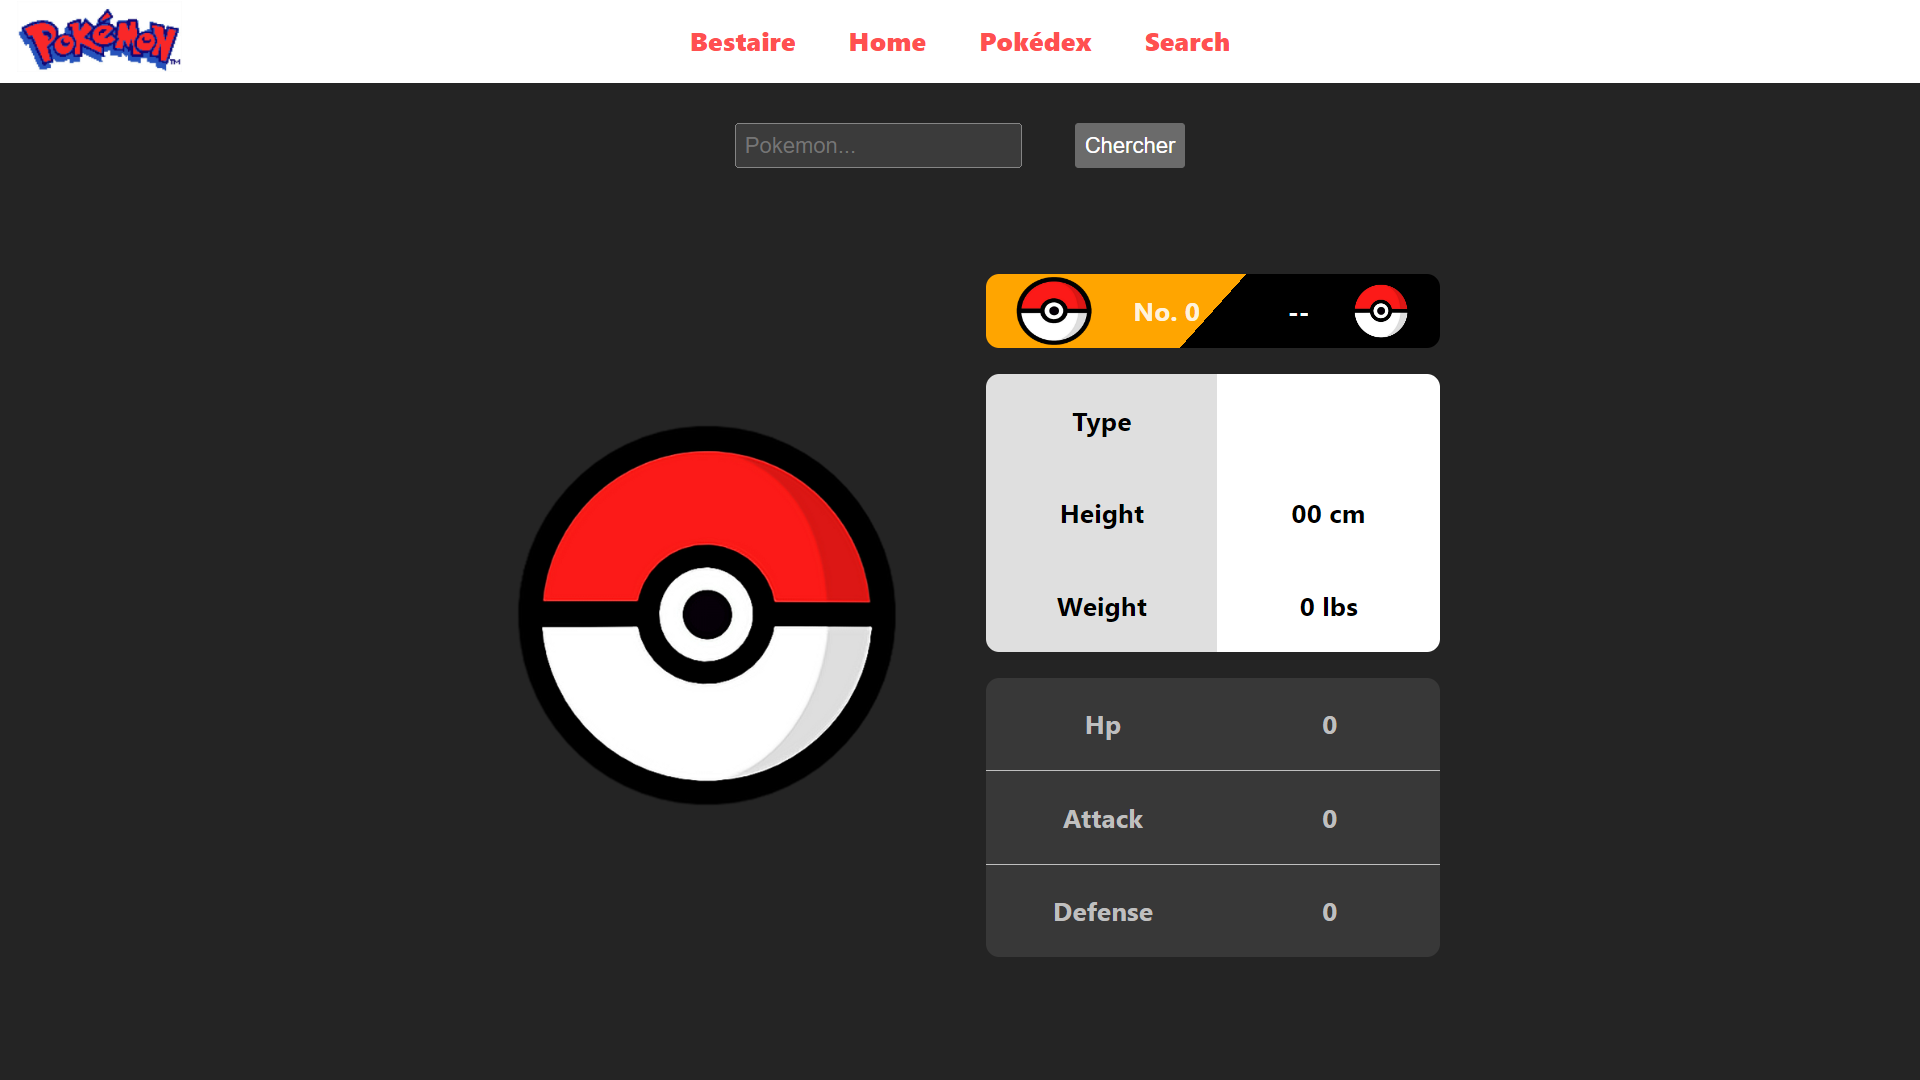 POKéMON™
Bestaire Home Pokédex Search
Pokemon... Chercher
No. 0 --
Type
Height 00 cm
Weight 0 lbs
Hp 0
Attack 0
Defense 0